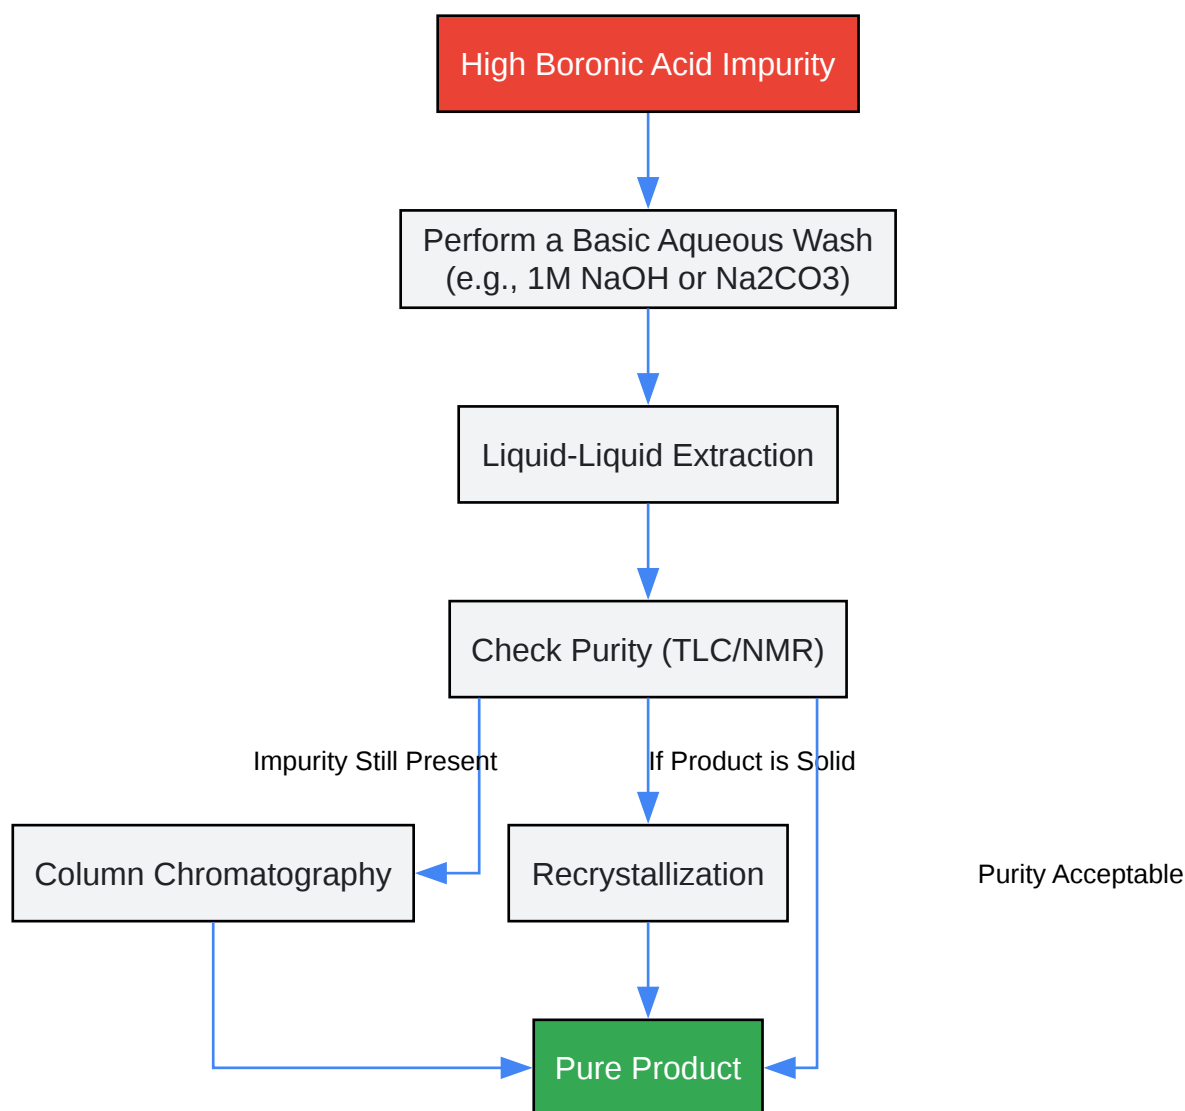 High Boronic Acid Impurity
Perform a Basic Aqueous Wash
(e.g., 1M NaOH or Na2CO3)
Liquid-Liquid Extraction
Check Purity (TLC/NMR)
Impurity Still Present
If Product is Solid
Column Chromatography
Recrystallization
Purity Acceptable
Pure Product